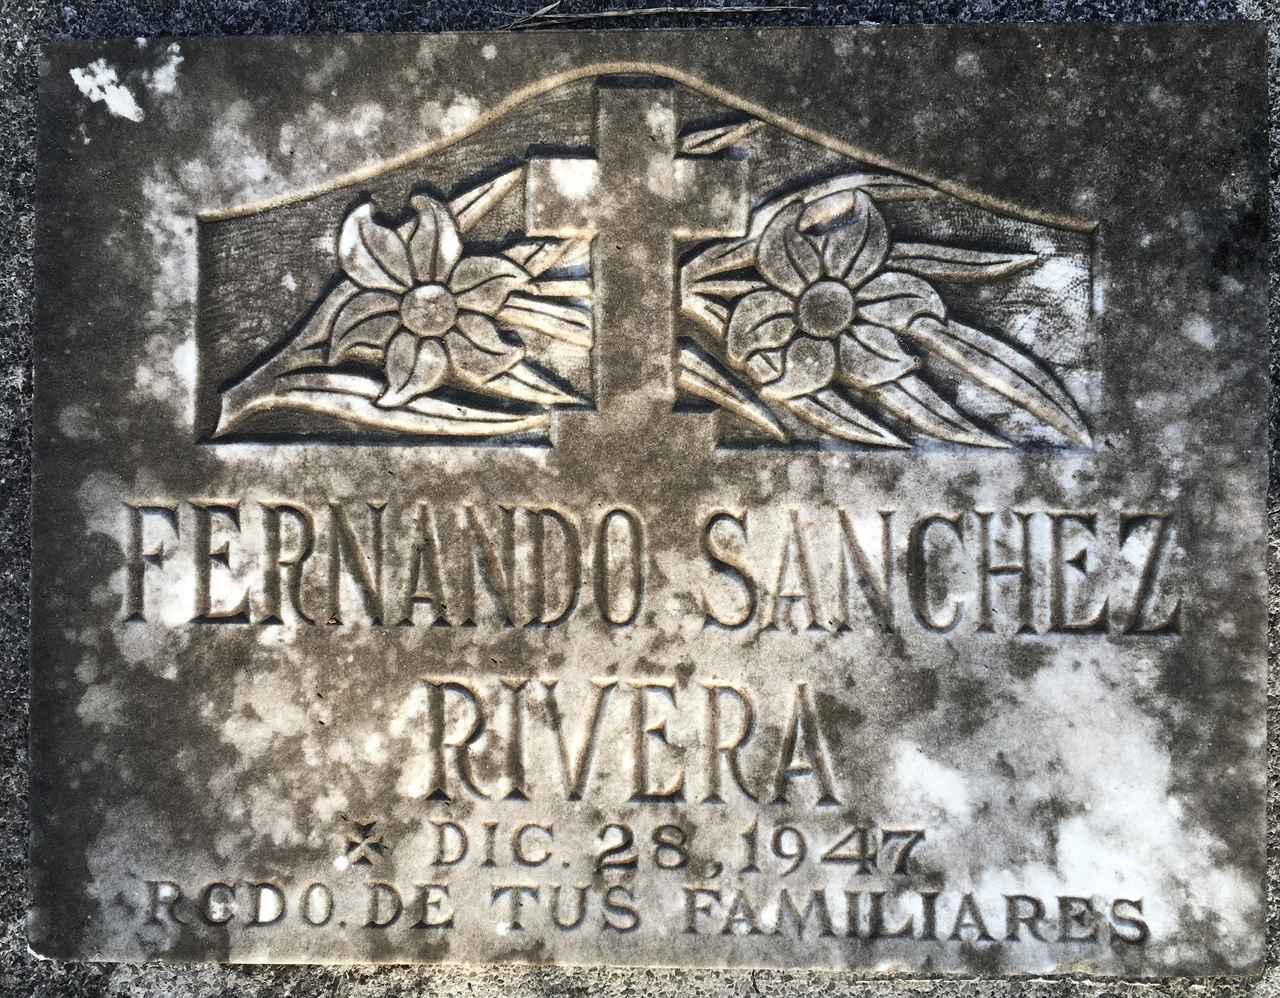 FERNANDO SANCHEZ
RIVERA
✠ DIC. 28, 1947
RCDO. DE TUS FAMILIARES